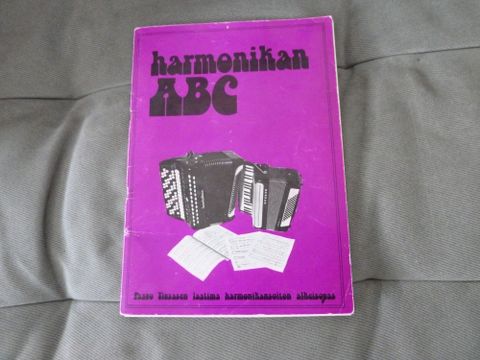 harmonikan
ABC
laatima harmonikansoiton alkeisopas